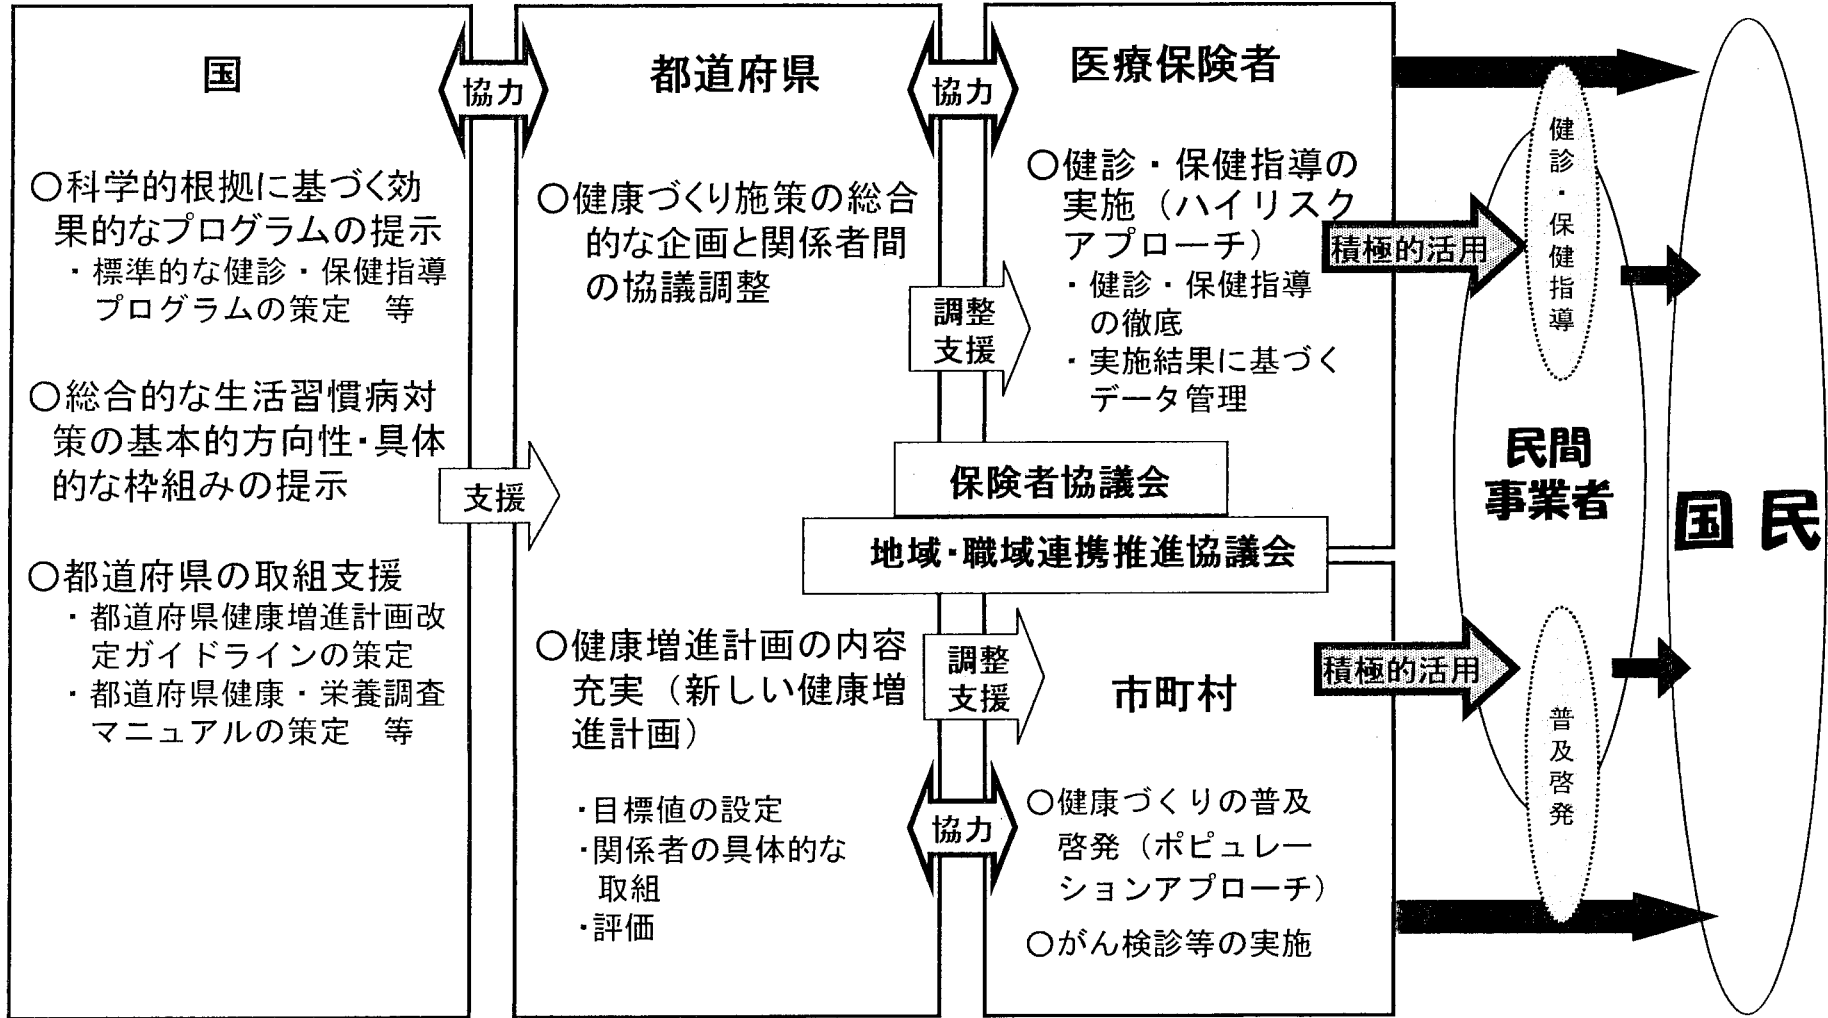 国
○科学的根拠に基づく効
果的なプログラムの提示
・標準的な健診・保健指導
プログラムの策定　等
○総合的な生活習慣病対
策の基本的方向性・具体
的な枠組みの提示
○都道府県の取組支援
・都道府県健康増進計画改
定ガイドラインの策定
・都道府県健康・栄養調査
マニュアルの策定　等
協力
支援
都道府県
○健康づくり施策の総合
的な企画と関係者間
の協議調整
○健康増進計画の内容
充実（新しい健康増
進計画）
・目標値の設定
・関係者の具体的な
取組
・評価
協力
調整
支援
保険者協議会
地域・職域連携推進協議会
調整
支援
協力
医療保険者
○健診・保健指導の
実施（ハイリスク
アプローチ）
・健診・保健指導
の徹底
・実施結果に基づく
データ管理
市町村
○健康づくりの普及
啓発（ポピュレー
ションアプローチ）
○がん検診等の実施
積極的活用
積極的活用
健診・保健指導
民間
事業者
普及啓発
国民